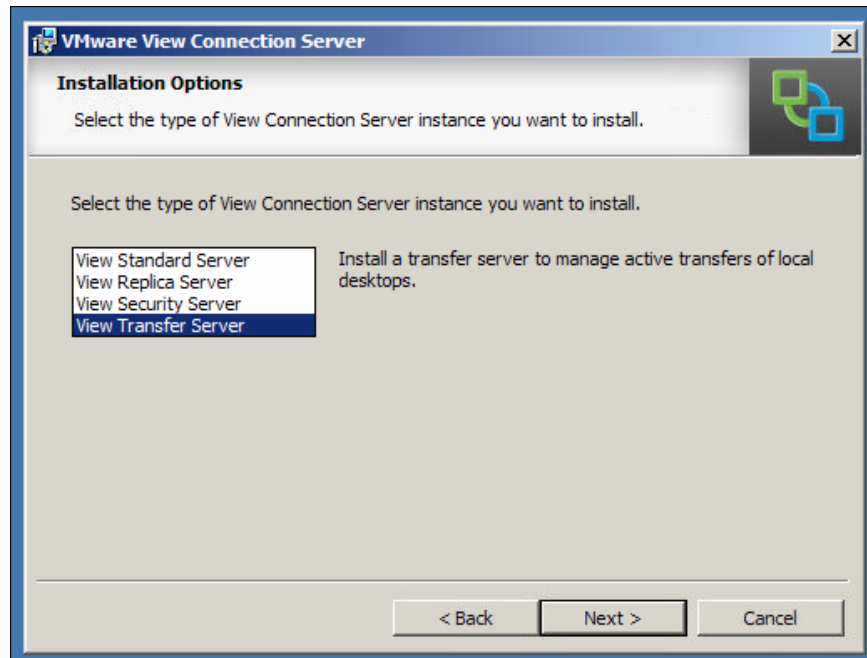 VMware View Connection Server
Installation Options
Select the type of View Connection Server instance you want to install.
Select the type of View Connection Server instance you want to install.
View Standard Server
View Replica Server
View Security Server
View Transfer Server
Install a transfer server to manage active transfers of local
desktops.
< Back
Next >
Cancel